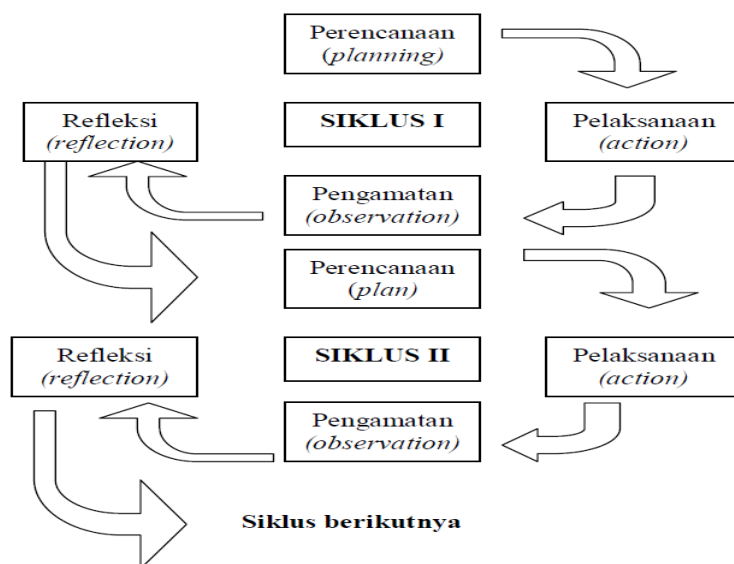 Perencanaan
(planning)
Refleksi
(reflection)
SIKLUS I
Pelaksanaan
(action)
Pengamatan
(observation)
Perencanaan
(plan)
Refleksi
(reflection)
SIKLUS II
Pelaksanaan
(action)
Pengamatan
(observation)
Siklus berikutnya